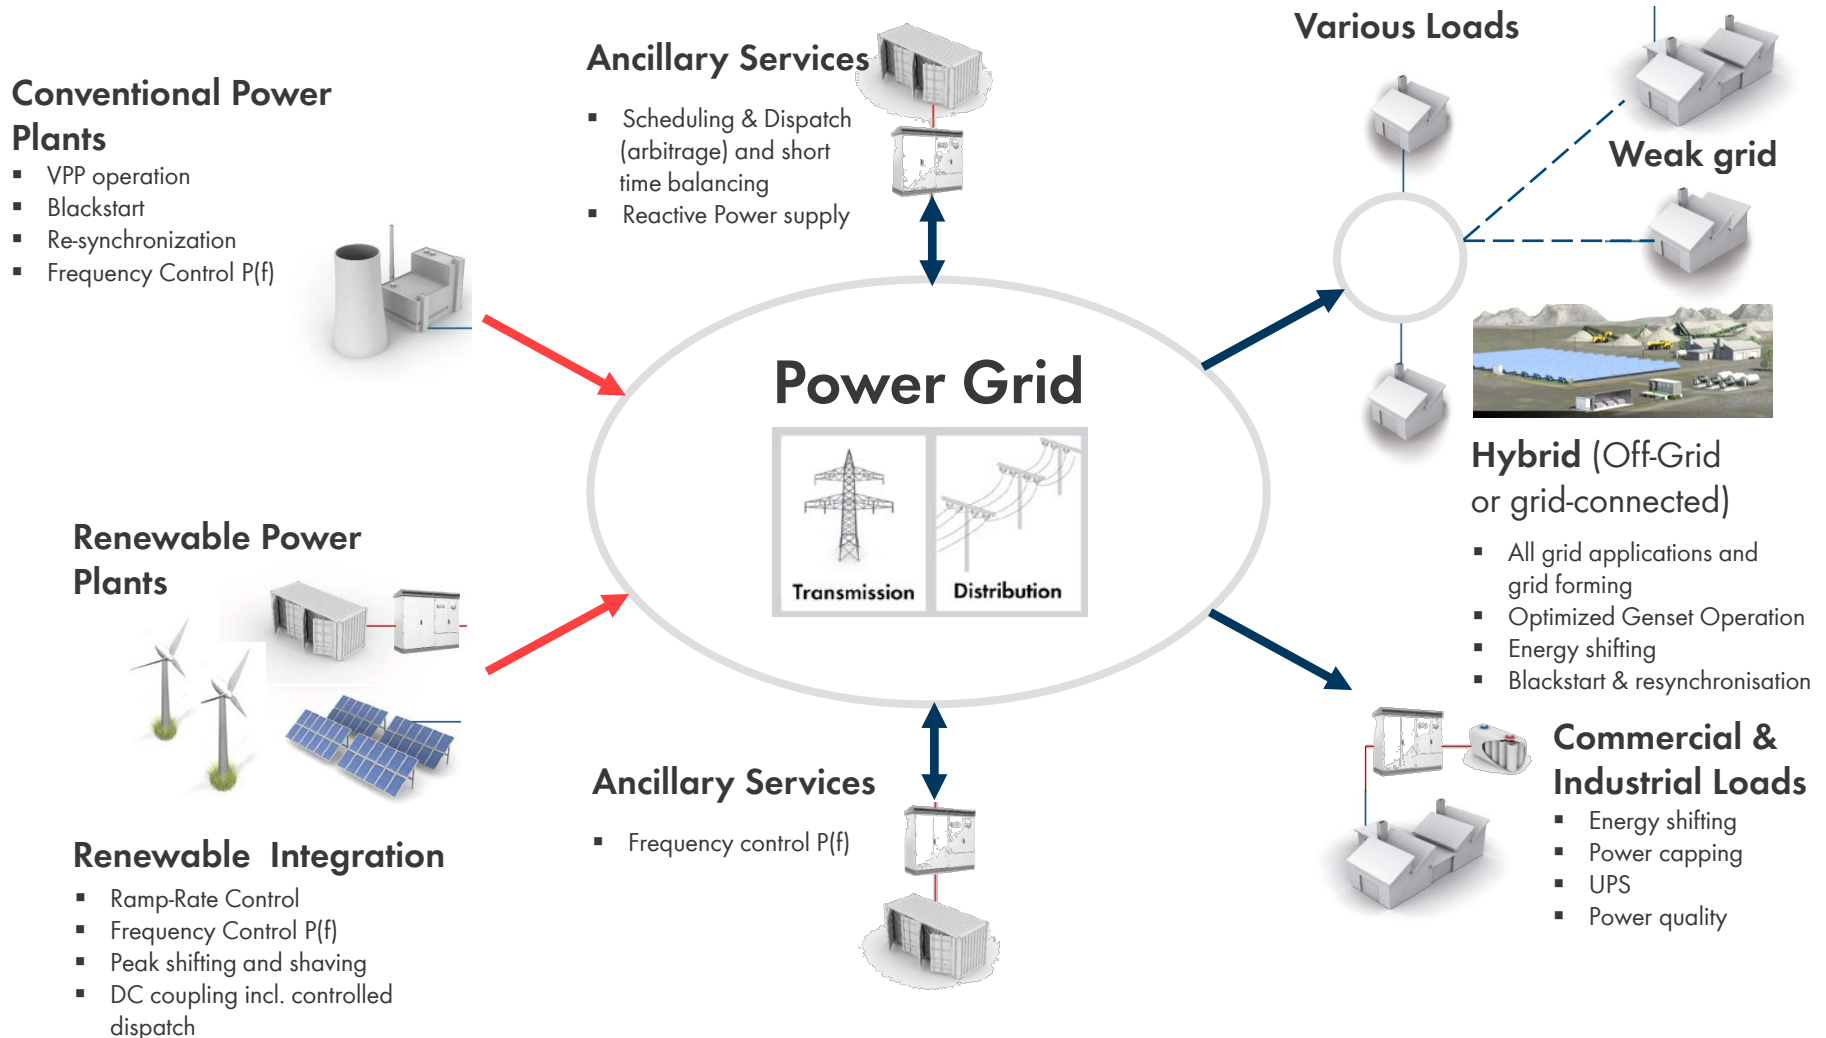 Conventional Power
Plants
▪ VPP operation
▪ Blackstart
▪ Re-synchronization
▪ Frequency Control P(f)
Ancillary Services
▪ Scheduling & Dispatch
(arbitrage) and short
time balancing
▪ Reactive Power supply
Various Loads
Weak grid
Power Grid
Transmission
Distribution
Hybrid (Off-Grid
or grid-connected)
▪ All grid applications and
grid forming
▪ Optimized Genset Operation
▪ Energy shifting
▪ Blackstart & resynchronisation
Renewable Power
Plants
Renewable Integration
▪ Ramp-Rate Control
▪ Frequency Control P(f)
▪ Peak shifting and shaving
▪ DC coupling incl. controlled
dispatch
Ancillary Services
▪ Frequency control P(f)
Commercial &
Industrial Loads
▪ Energy shifting
▪ Power capping
▪ UPS
▪ Power quality